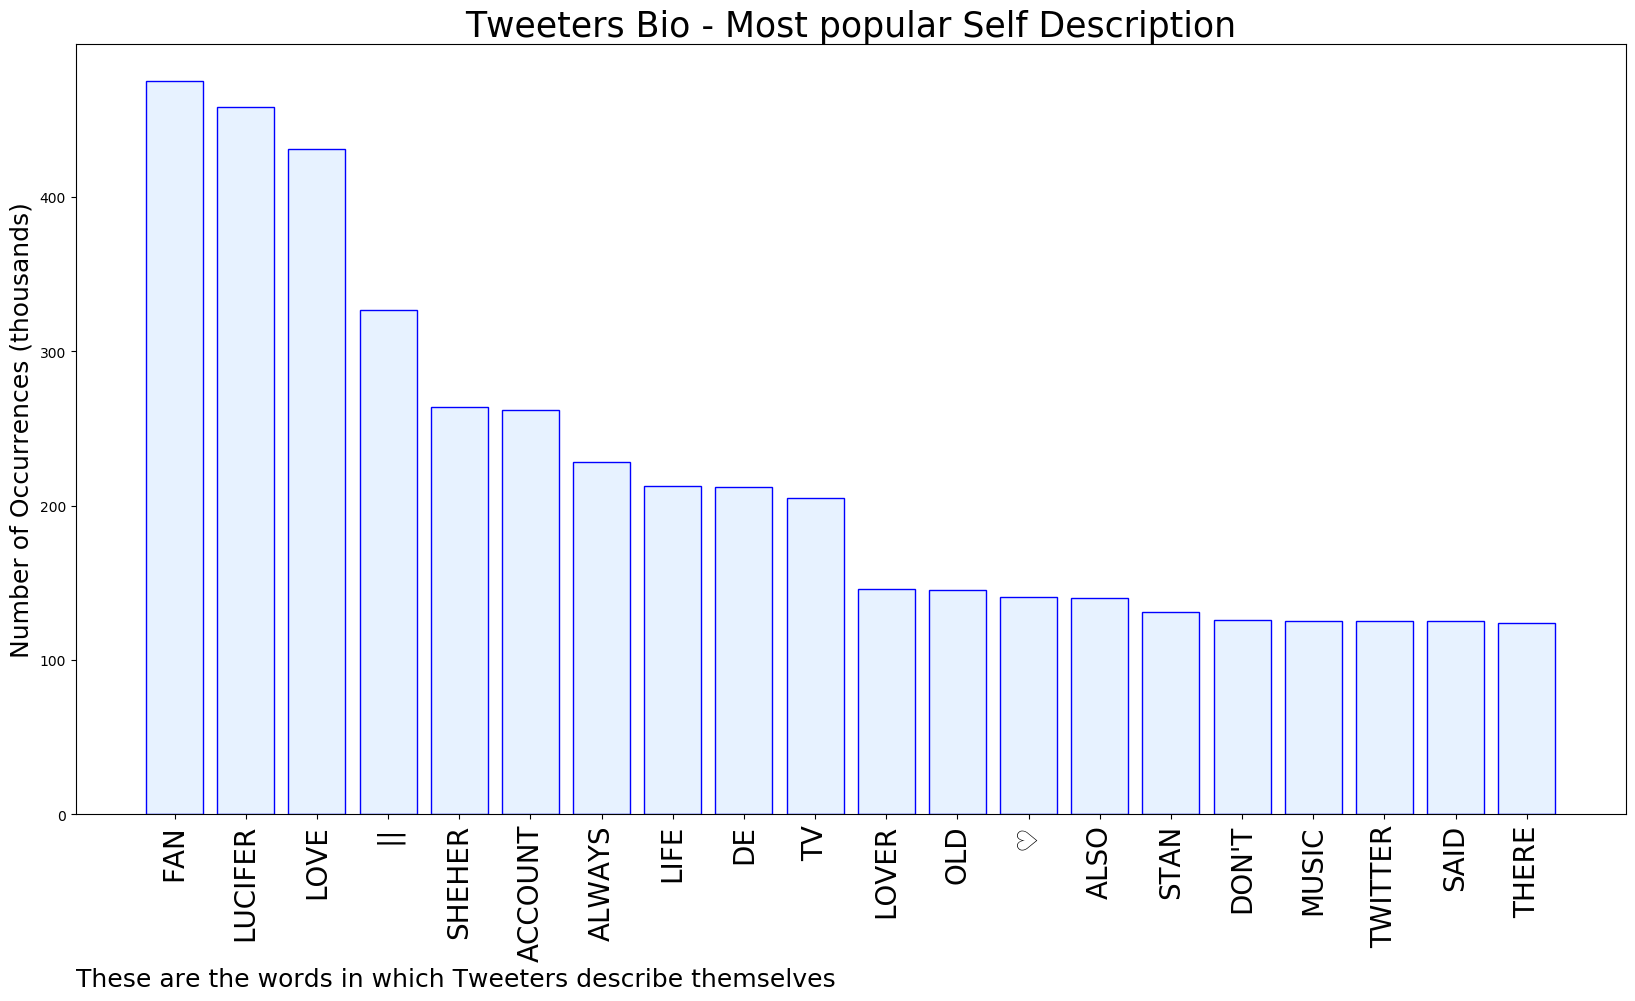 Tweeters Bio - Most popular Self Description
Number of Occurrences (thousands)
400
300
200
100
0
FAN
LUCIFER
LOVE
||
SHEHER
ACCOUNT
ALWAYS
LIFE
DE
TV
LOVER
OLD
♡
ALSO
STAN
DON'T
MUSIC
TWITTER
SAID
THERE
These are the words in which Tweeters describe themselves